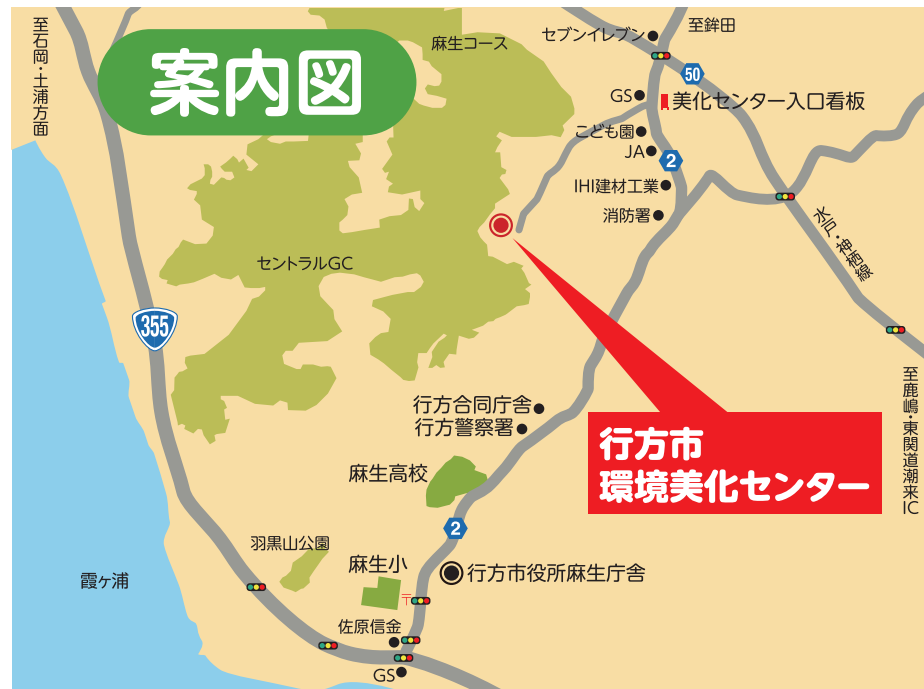 案内図
至石岡・土浦方面
麻生コース
セブンイレブン
至鉾田
50
GS
美化センター入口看板
こども園
JA
2
IHI建材工業
消防署
水戸・神栖線
セントラルGC
355
至鹿嶋・東関道潮来IC
行方合同庁舎
行方警察署
行方市
環境美化センター
麻生高校
2
羽黒山公園
麻生小
〒
行方市役所麻生庁舎
霞ヶ浦
佐原信金
GS